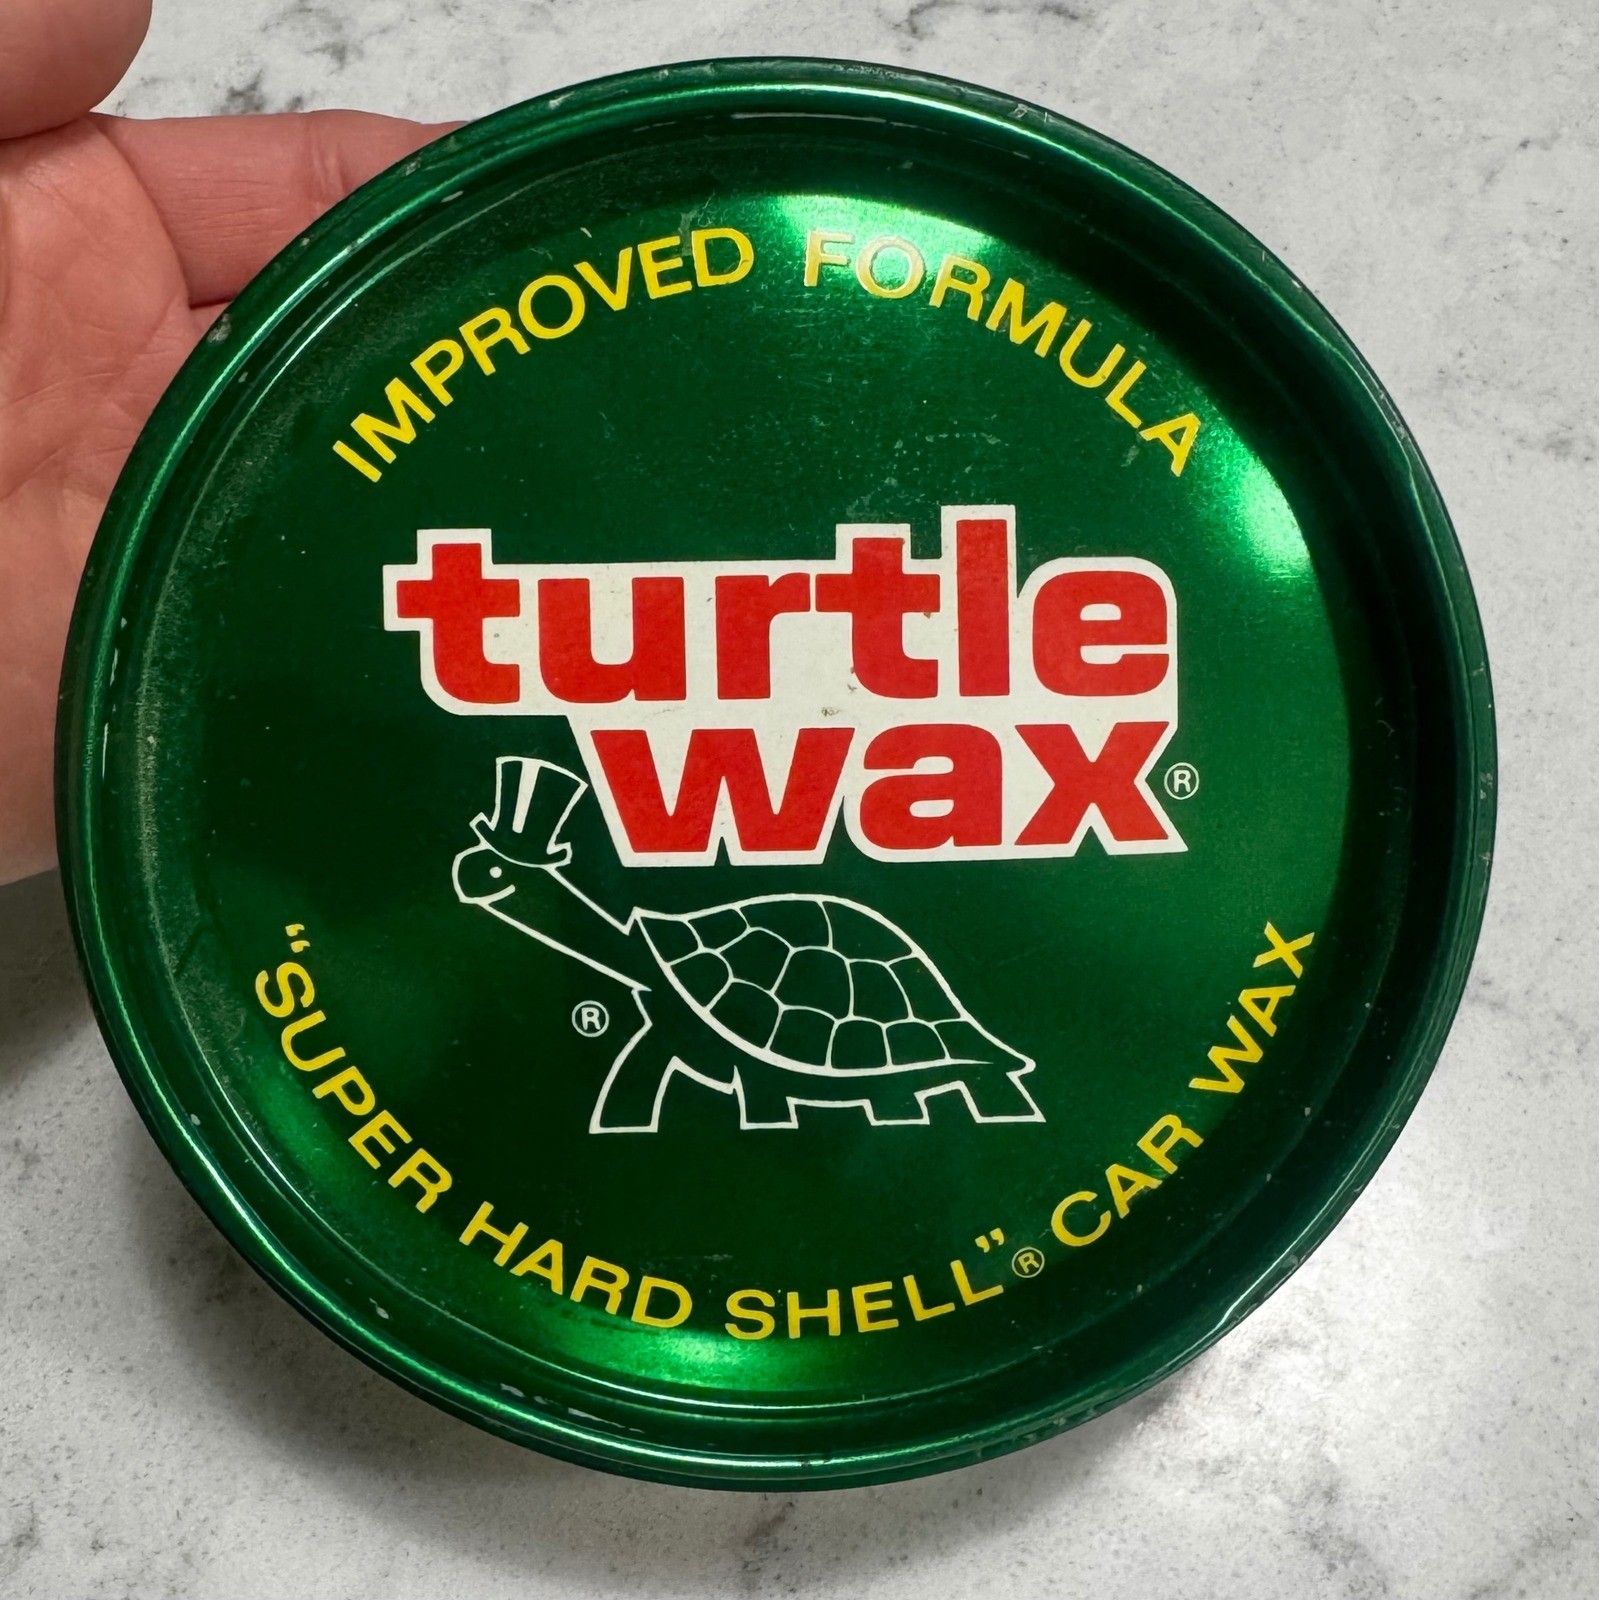 IMPROVED FORMULA
turtle
wax®
®
“SUPER HARD SHELL”® CAR WAX